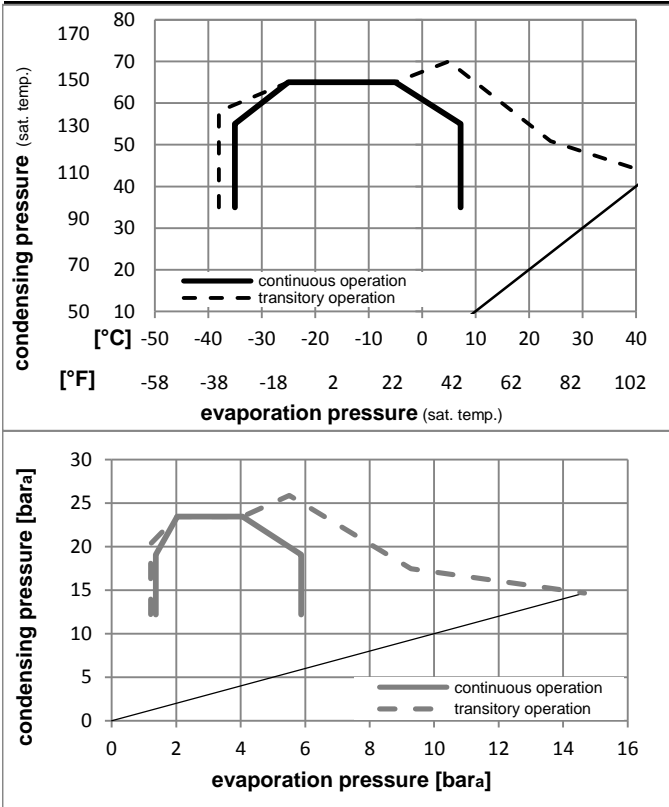 condensing pressure (sat. temp.)
170 80
70
150 60
130 50
110 40
90 30
70 20
50 10
continuous operation
transitory operation
[°C] -50 -40 -30 -20 -10 0 10 20 30 40
[°F] -58 -38 -18 2 22 42 62 82 102
evaporation pressure (sat. temp.)
condensing pressure [bara]
30
25
20
15
10
5
0
continuous operation
transitory operation
0 2 4 6 8 10 12 14 16
evaporation pressure [bara]